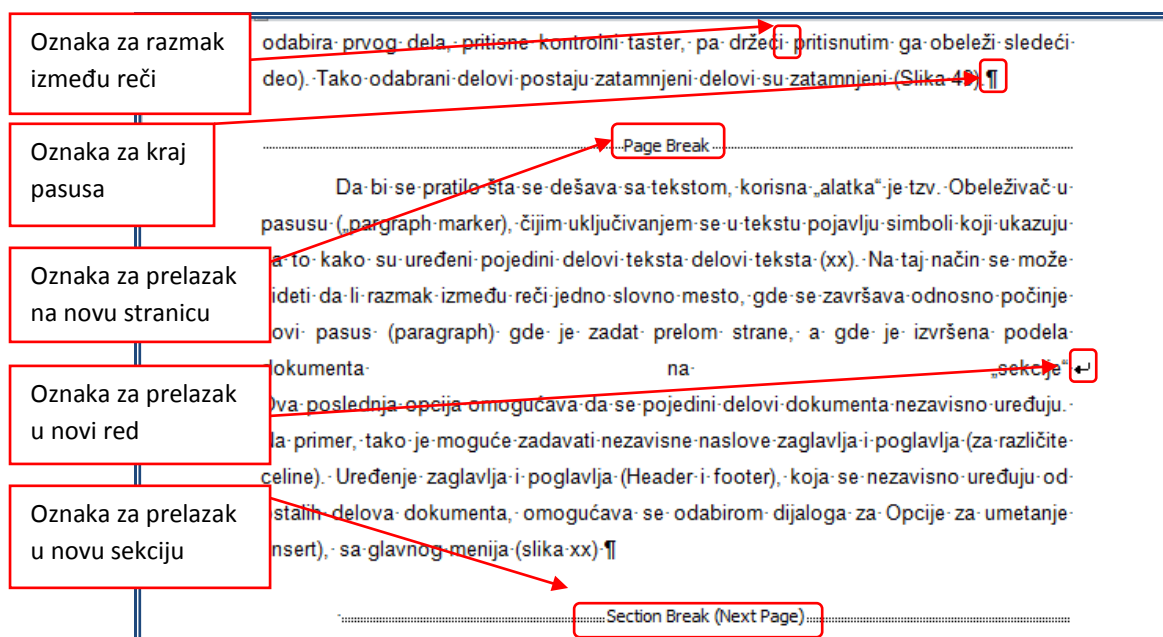 Oznaka za razmak
između reči
Oznaka za kraj
pasusa
Oznaka za prelazak
na novu stranicu
Oznaka za prelazak
u novi red
Oznaka za prelazak
u novu sekciju
odabira prvog dela, pritisne kontrolni taster, pa držeći pritisnutim ga obeleži sledeći
deo). Tako odabrani delovi postaju zatamnjeni delovi su zatamnjeni (Slika ¶
Page Break
Da bi se pratilo šta se dešava sa tekstom, korisna „alatka“ je tzv. Obeleživač u
pasusu („pargraph marker), čijim uključivanjem se u tekstu pojavlju simboli koji ukazuju
a to kako su uređeni pojedini delovi teksta delovi teksta (xx). Na taj način se može
ideti da li razmak između reči jedno slovno mesto, gde se završava odnosno počinje
ovi pasus (paragraph) gde je zadat prelom strane, a gde je izvršena podela
dokumenta na „sekcije“ ↵
Ova poslednja opcija omogućava da se pojedini delovi dokumenta nezavisno uređuju.
a primer, tako je moguće zadavati nezavisne naslove zaglavlja i poglavlja (za različite
celine). Uređenje zaglavlja i poglavlja (Header i footer), koja se nezavisno uređuju od
stalih delova dokumenta, omogućava se odabirom dijaloga za Opcije za umetanje
nsert), sa glavnog menija (slika xx) ¶
Section Break (Next Page)